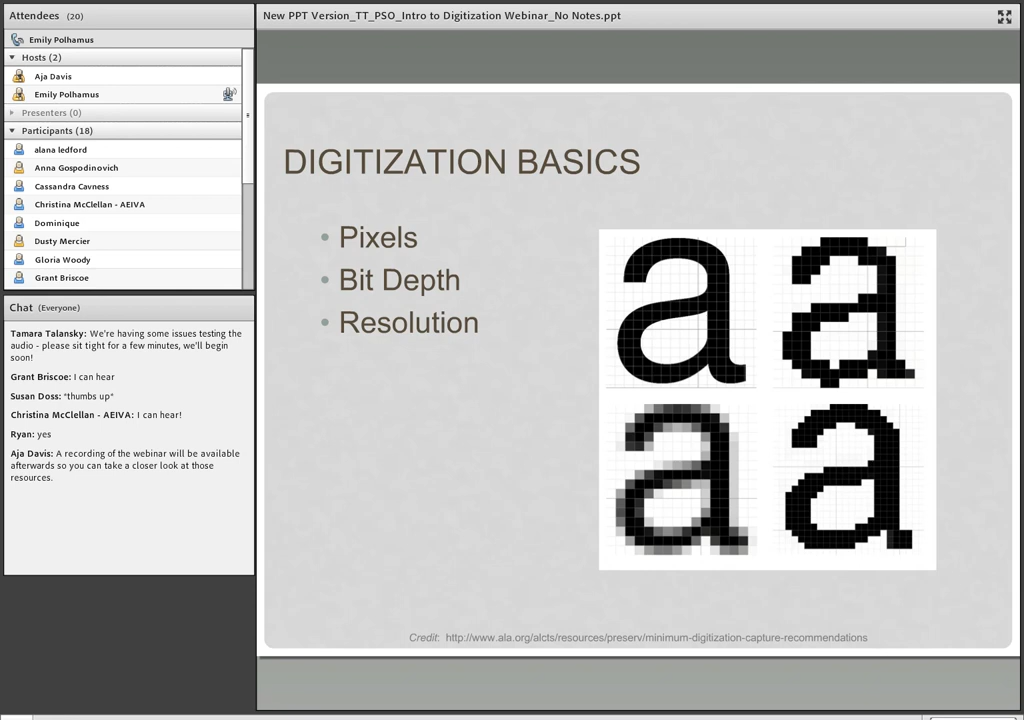 Attendees (20)
Emily Polhamus
Hosts (2)
Aja Davis
Emily Polhamus
Presenters (0)
Participants (18)
alana ledford
Anna Gospodinovich
Cassandra Cavness
Christina McClellan - AEIVA
Dominique
Dusty Mercier
Gloria Woody
Grant Briscoe
Chat (Everyone)
Tamara Talansky: We're having some issues testing the
audio - please sit tight for a few minutes, we'll begin
soon!
Grant Briscoe: I can hear
Susan Doss: *thumbs up*
Christina McClellan - AEIVA: I can hear!
Ryan: yes
Aja Davis: A recording of the webinar will be available
afterwards so you can take a closer look at those
resources.
New PPT Version_TT_PSO_Intro to Digitization Webinar_No Notes.ppt
DIGITIZATION BASICS
• Pixels
• Bit Depth
• Resolution
a a
a a
Credit: http://www.ala.org/alcts/resources/preserv/minimum-digitization-capture-recommendations